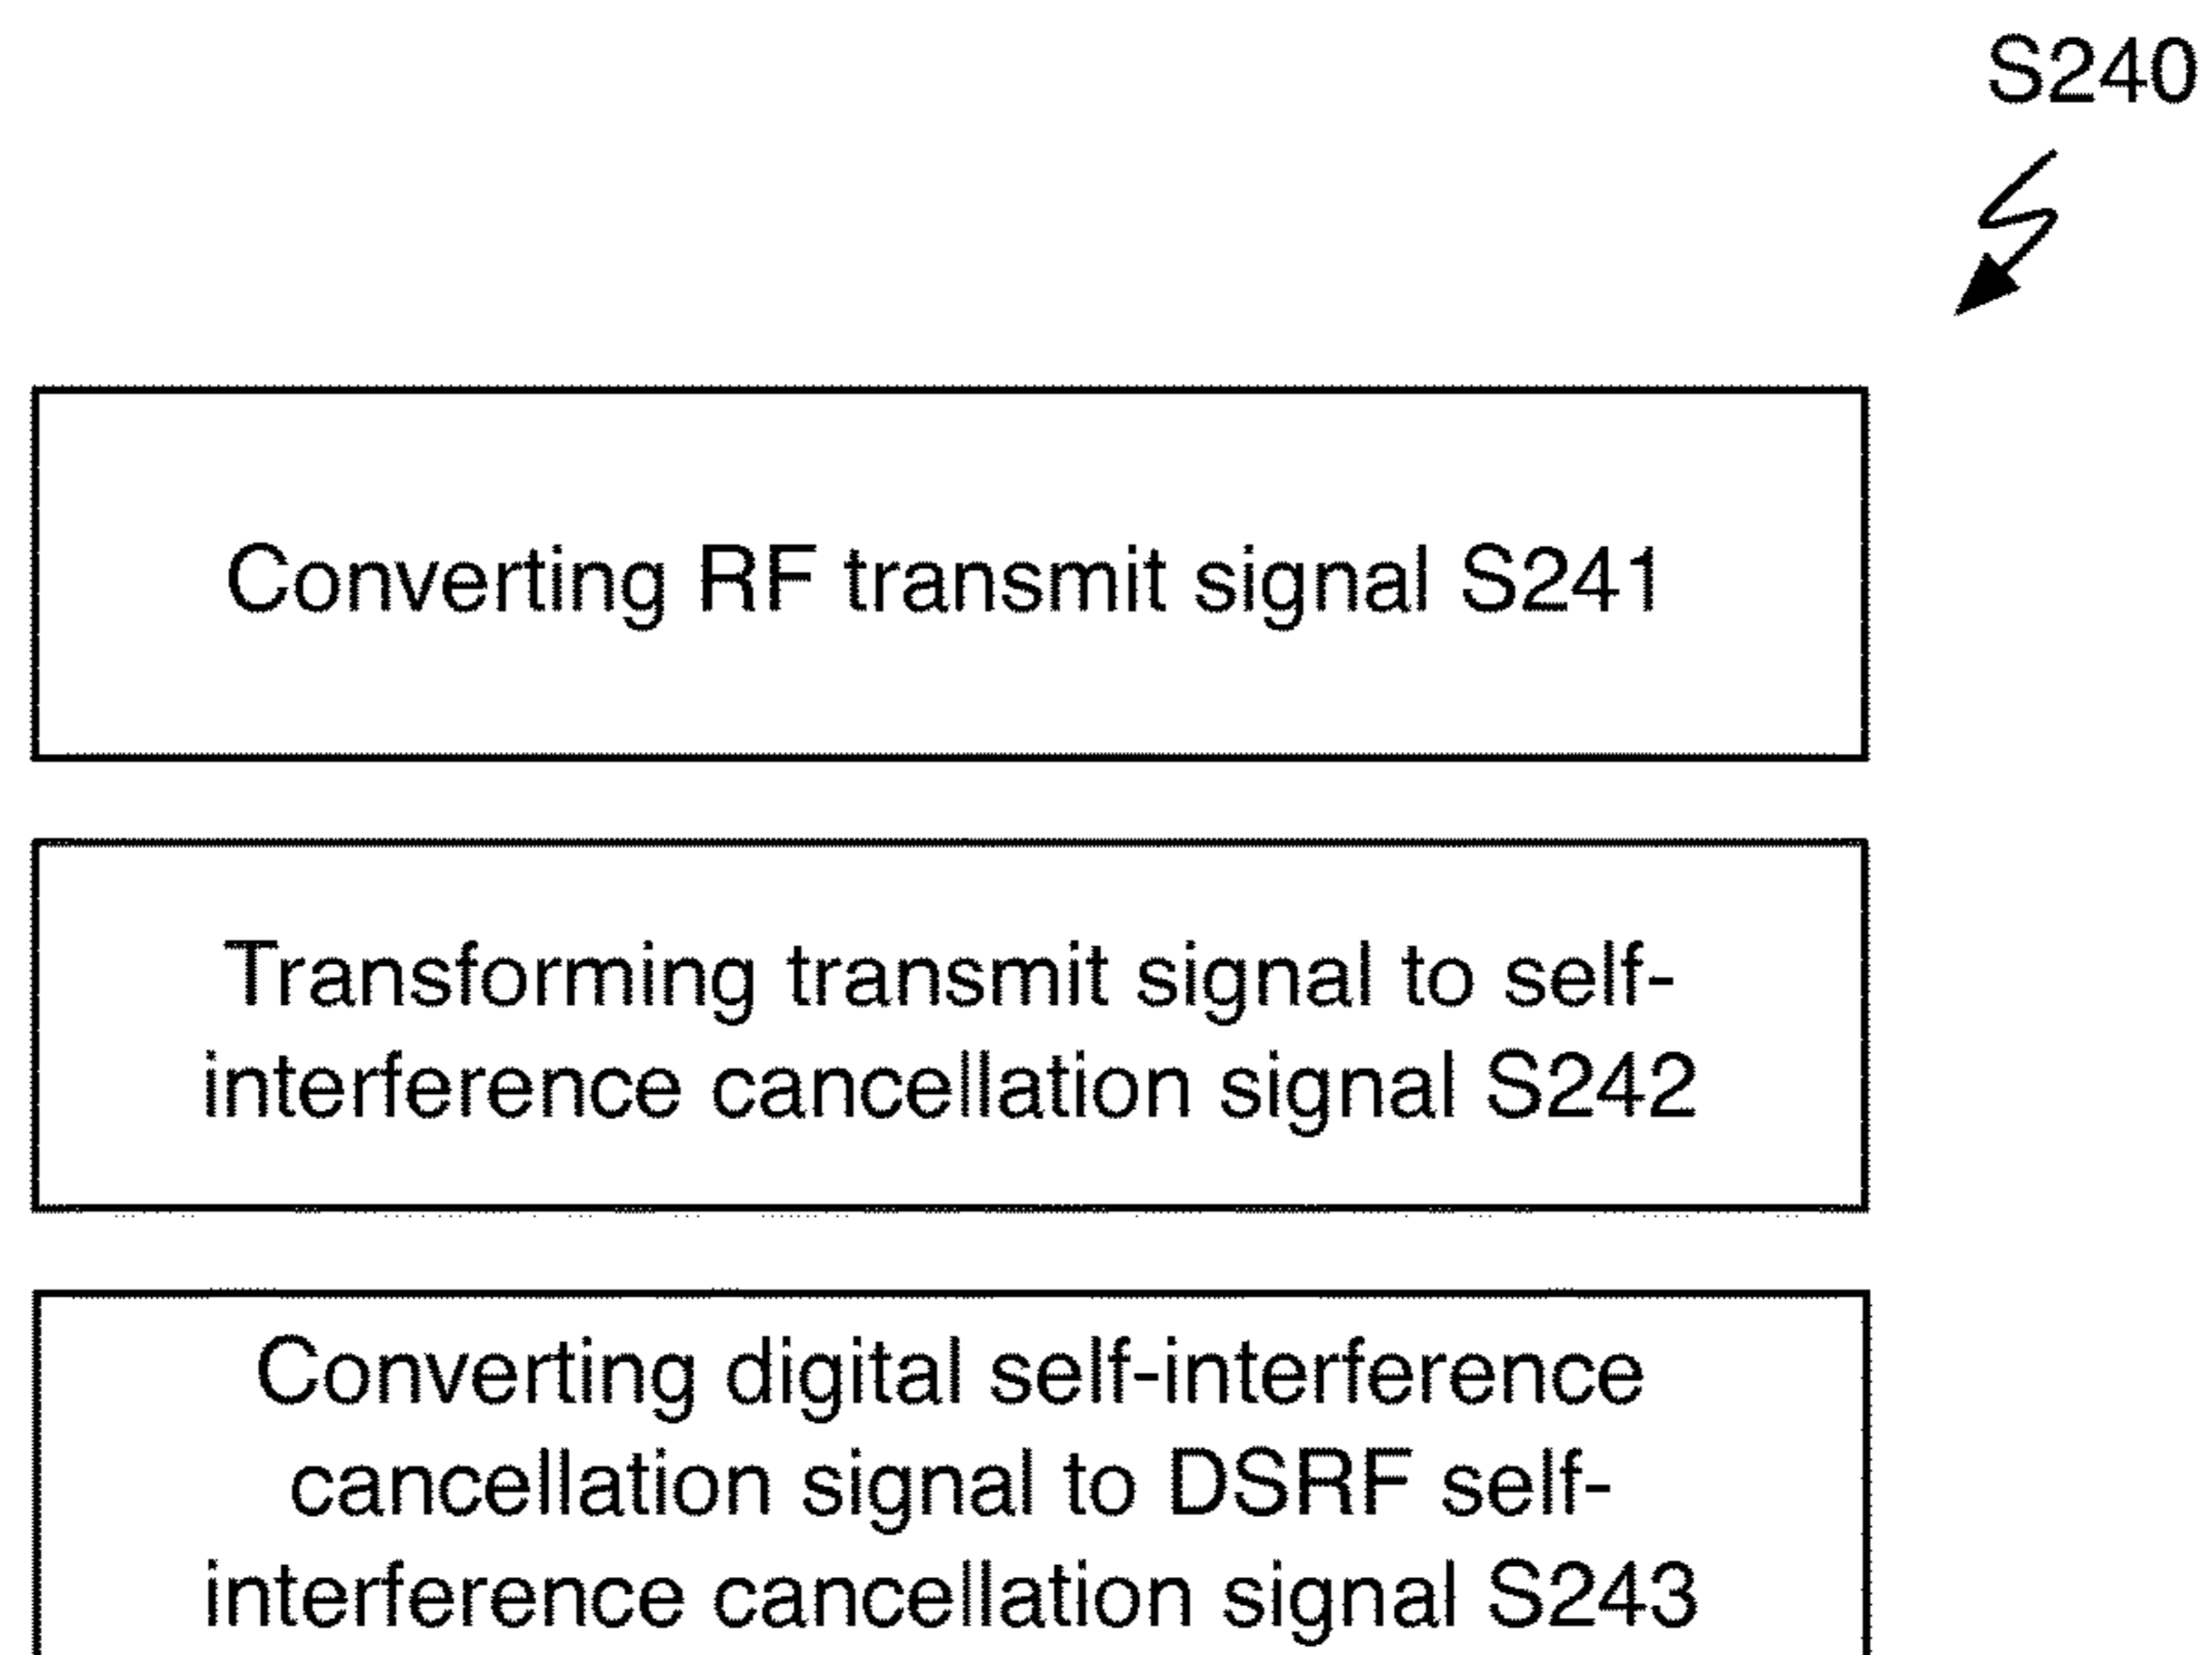 S240
Converting RF transmit signal S241
Transforming transmit signal to self-
interference cancellation signal S242
Converting digital self-interference
cancellation signal to DSRF self-
interference cancellation signal S243